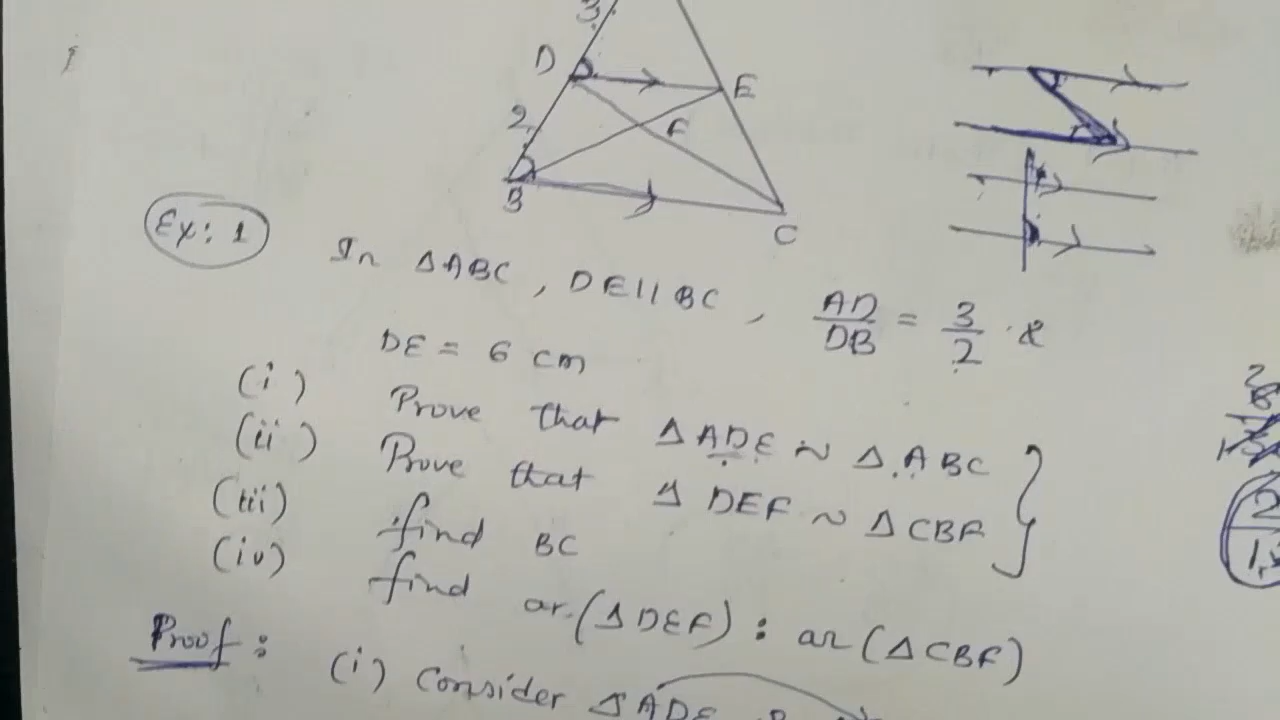 3
D
E
2
F
B
C
Ex: 1
In ΔABC, DE || BC, AD/DB = 3/2 &
DE = 6 cm
(i) Prove that ΔADE ~ ΔABC
(ii) Prove that Δ DEF ~ ΔCBF
(iii) find BC
(iv) find ar.(ΔDEF) : ar(ΔCBF)
Proof:
(i) Consider ΔADE